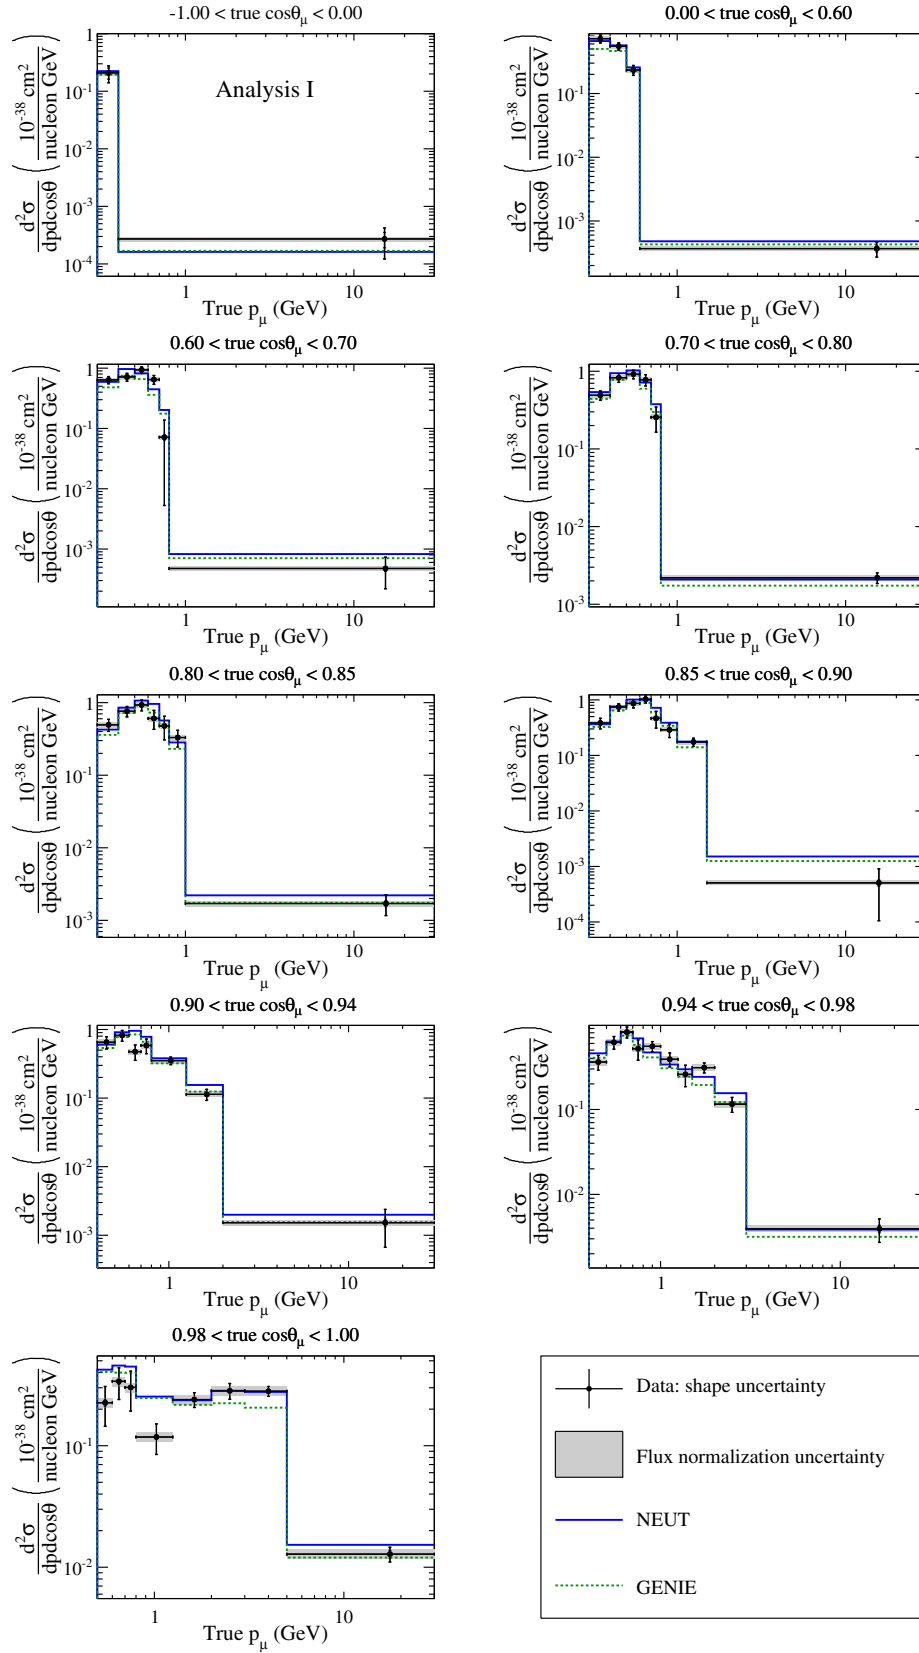 -1.00 < true cosθμ < 0.00
d²σ/dpdcosθ (10⁻³⁸ cm²/nucleon GeV)
Analysis I
1
10⁻¹
10⁻²
10⁻³
10⁻⁴
1 10
True pμ (GeV)
0.00 < true cosθμ < 0.60
d²σ/dpdcosθ (10⁻³⁸ cm²/nucleon GeV)
10⁻¹
10⁻²
10⁻³
1 10
True pμ (GeV)
0.60 < true cosθμ < 0.70
d²σ/dpdcosθ (10⁻³⁸ cm²/nucleon GeV)
1
10⁻¹
10⁻²
10⁻³
1 10
True pμ (GeV)
0.70 < true cosθμ < 0.80
d²σ/dpdcosθ (10⁻³⁸ cm²/nucleon GeV)
1
10⁻¹
10⁻²
10⁻³
1 10
True pμ (GeV)
0.80 < true cosθμ < 0.85
d²σ/dpdcosθ (10⁻³⁸ cm²/nucleon GeV)
1
10⁻¹
10⁻²
10⁻³
1 10
True pμ (GeV)
0.85 < true cosθμ < 0.90
d²σ/dpdcosθ (10⁻³⁸ cm²/nucleon GeV)
1
10⁻¹
10⁻²
10⁻³
10⁻⁴
1 10
True pμ (GeV)
0.90 < true cosθμ < 0.94
d²σ/dpdcosθ (10⁻³⁸ cm²/nucleon GeV)
1
10⁻¹
10⁻²
10⁻³
1 10
True pμ (GeV)
0.94 < true cosθμ < 0.98
d²σ/dpdcosθ (10⁻³⁸ cm²/nucleon GeV)
10⁻¹
10⁻²
1 10
True pμ (GeV)
0.98 < true cosθμ < 1.00
d²σ/dpdcosθ (10⁻³⁸ cm²/nucleon GeV)
10⁻¹
10⁻²
1 10
True pμ (GeV)
Data: shape uncertainty
Flux normalization uncertainty
NEUT
GENIE